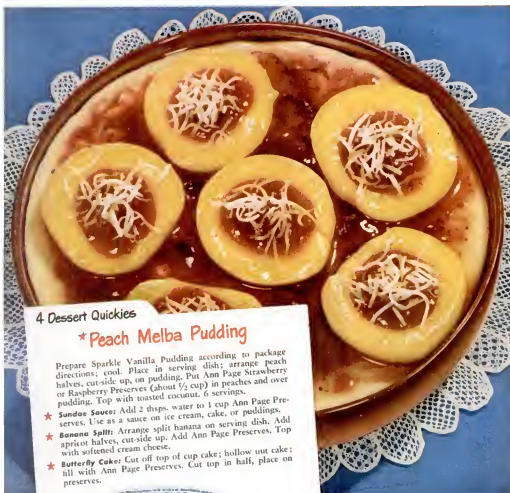 4 Dessert Quickies
*Peach Melba Pudding
Prepare Sparkle Vanilla Pudding according to package
directions; cool. Place in serving dish; arrange peach
halves, cut-side up, on pudding. Put Ann Page Strawberry
or Raspberry Preserves (about ½ cup) in peaches and over
pudding. Top with toasted coconut. 6 servings.
★ Sundae Sauce: Add 2 tbsps. water to 1 cup Ann Page Pre-
serves. Use as a sauce on ice cream, cake, or puddings.
★ Banana Split: Arrange split banana on serving dish. Add
apricot halves, cut-side up. Add Ann Page Preserves. Top
with softened cream cheese.
★ Butterfly Cake: Cut off top of cup cake; hollow out cake;
fill with Ann Page Preserves. Cut top in half, place on
preserves.